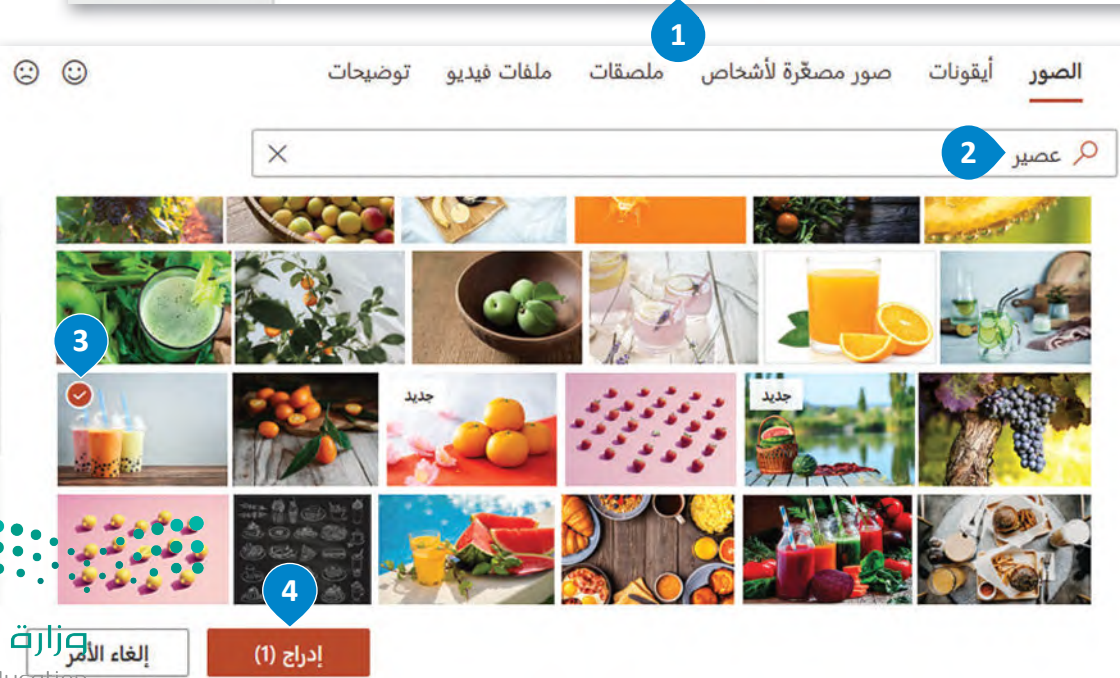 1
الصور أيقونات صور مصغّرة لأشخاص ملصقات ملفات فيديو توضيحات
عصير 2
3
جديد
جديد
4
إدراج (1) إلغاء الأمر
وزارة